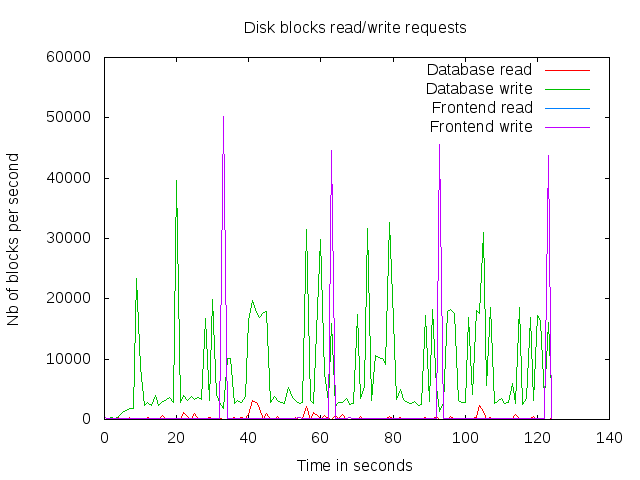 Disk blocks read/write requests
60000
50000
40000
30000
20000
10000
0
Nb of blocks per second
Database read
Database write
Frontend read
Frontend write
0 20 40 60 80 100 120 140
Time in seconds